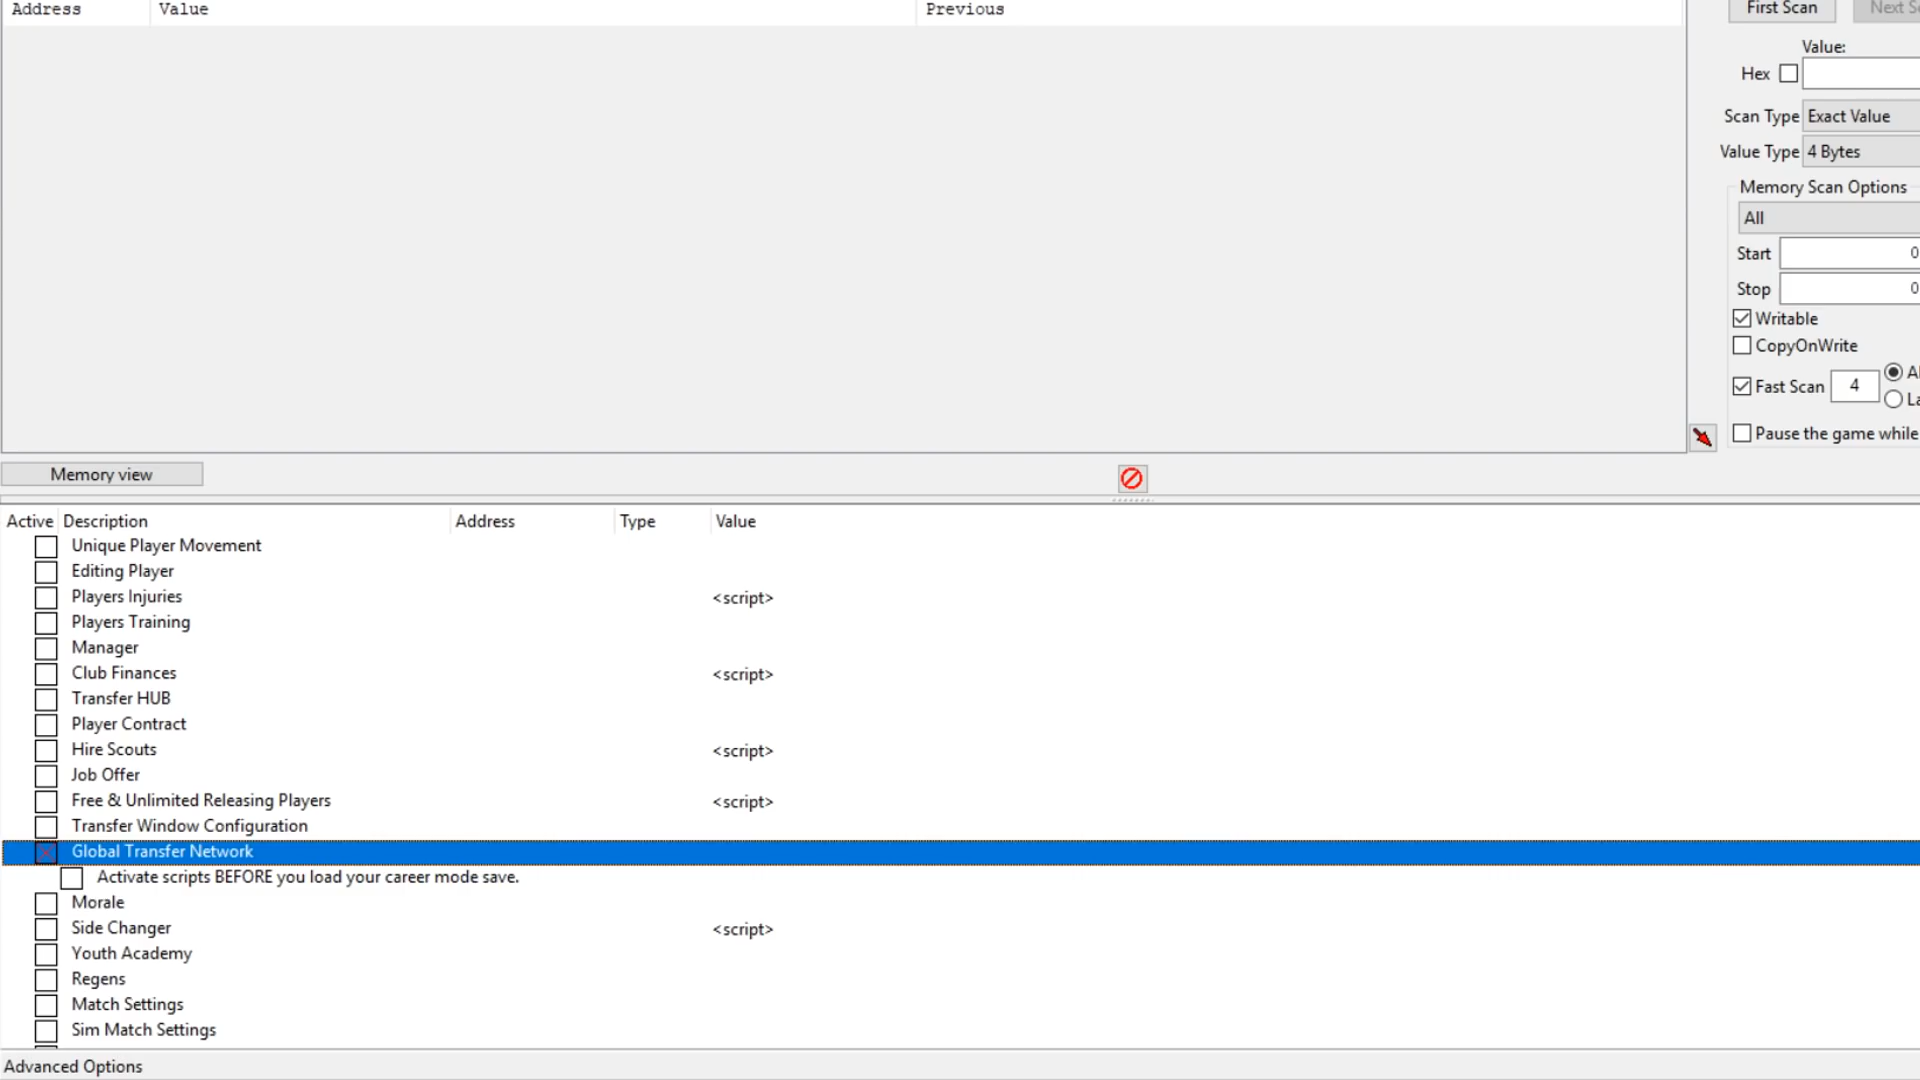 Address Value Previous
First Scan Next S
Value:
Hex
Scan Type Exact Value
Value Type 4 Bytes
Memory Scan Options
All
Start 0
Stop 0
Writable
CopyOnWrite
Fast Scan 4 Al
La
Pause the game while
Memory view
Active Description Address Type Value
Unique Player Movement
Editing Player
Players Injuries <script>
Players Training
Manager
Club Finances <script>
Transfer HUB
Player Contract
Hire Scouts <script>
Job Offer
Free & Unlimited Releasing Players <script>
Transfer Window Configuration
Global Transfer Network
Activate scripts BEFORE you load your career mode save.
Morale
Side Changer <script>
Youth Academy
Regens
Match Settings
Sim Match Settings
Advanced Options